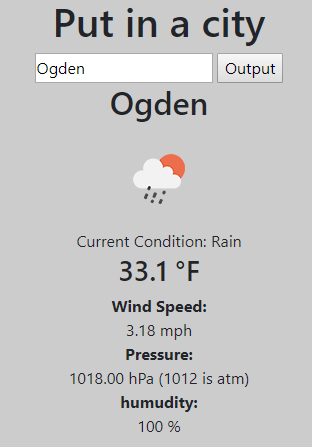 Put in a city
Ogden Output
Ogden
Current Condition: Rain
33.1 °F
Wind Speed:
3.18 mph
Pressure:
1018.00 hPa (1012 is atm)
humudity:
100 %